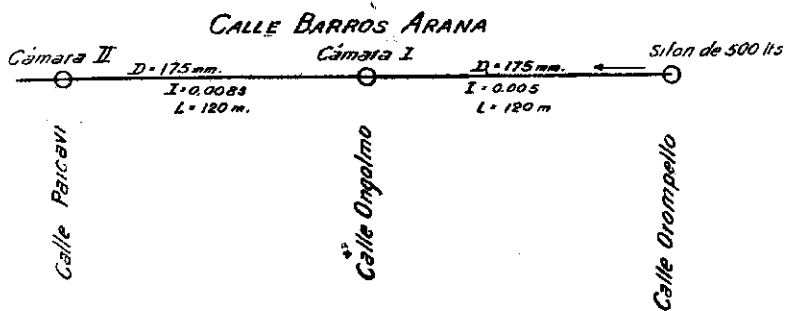 CALLE BARROS ARANA
Cámara II
Cámara I
Sifon de 500 lts
D=175 mm.
I=0,0083
L=120 m.
D=175 mm.
I=0.005
L=120 m
Calle Paicavi
Calle Ongolmo
Calle Orompello